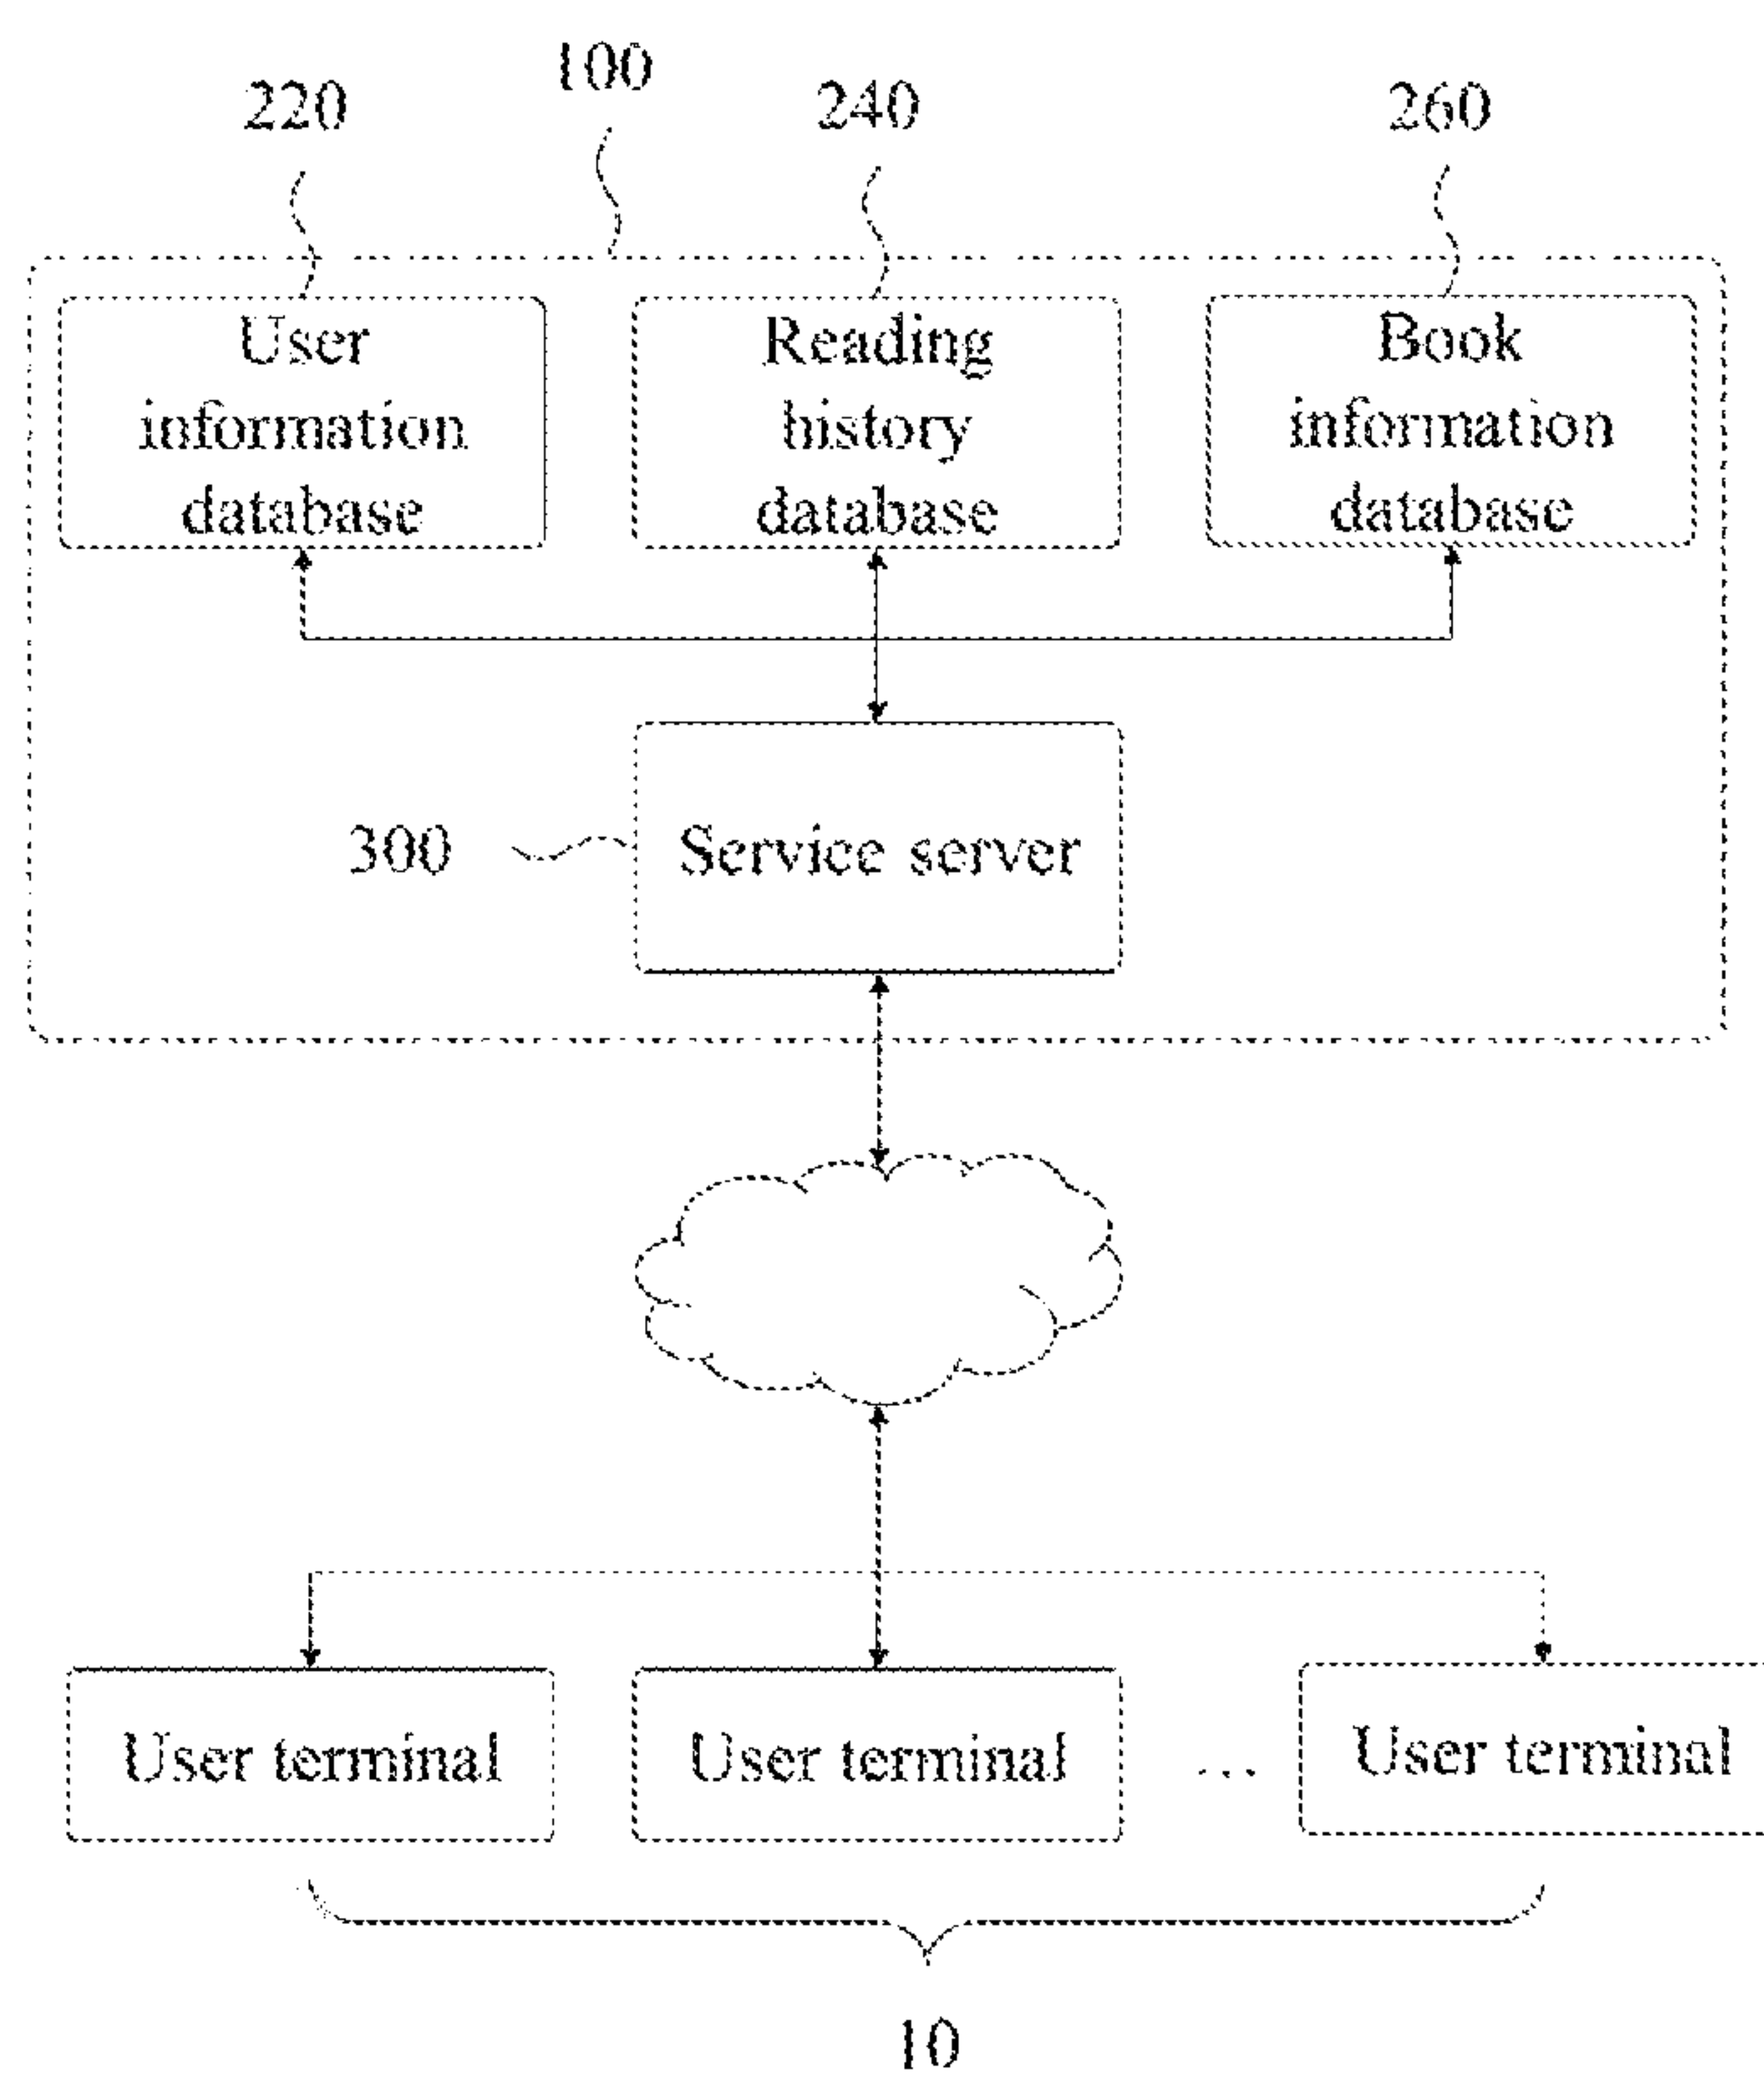 100
220
240
260
User
information
database
Reading
history
database
Book
information
database
300
Service server
User terminal
User terminal
...
User terminal
10